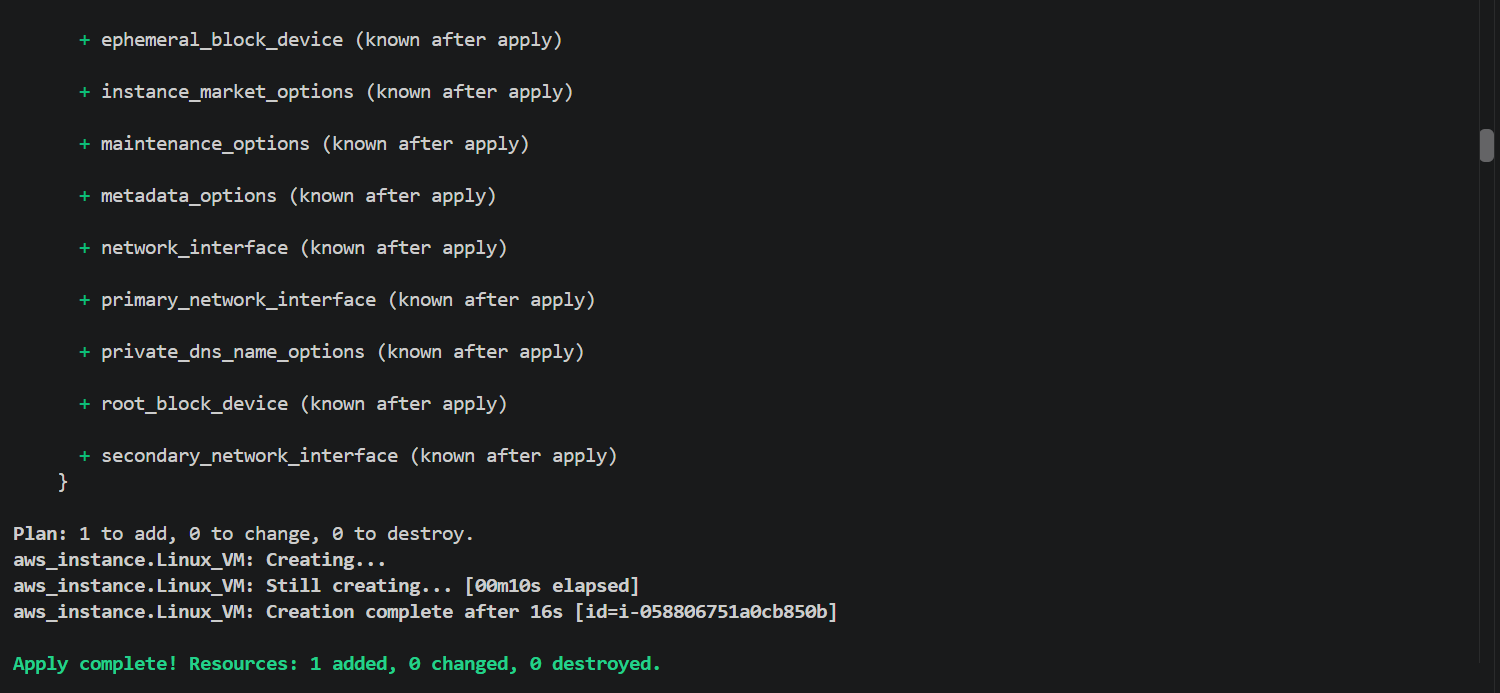 + ephemeral_block_device (known after apply)
+ instance_market_options (known after apply)
+ maintenance_options (known after apply)
+ metadata_options (known after apply)
+ network_interface (known after apply)
+ primary_network_interface (known after apply)
+ private_dns_name_options (known after apply)
+ root_block_device (known after apply)
+ secondary_network_interface (known after apply)
}
Plan: 1 to add, 0 to change, 0 to destroy.
aws_instance.Linux_VM: Creating...
aws_instance.Linux_VM: Still creating... [00m10s elapsed]
aws_instance.Linux_VM: Creation complete after 16s [id=i-058806751a0cb850b]
Apply complete! Resources: 1 added, 0 changed, 0 destroyed.